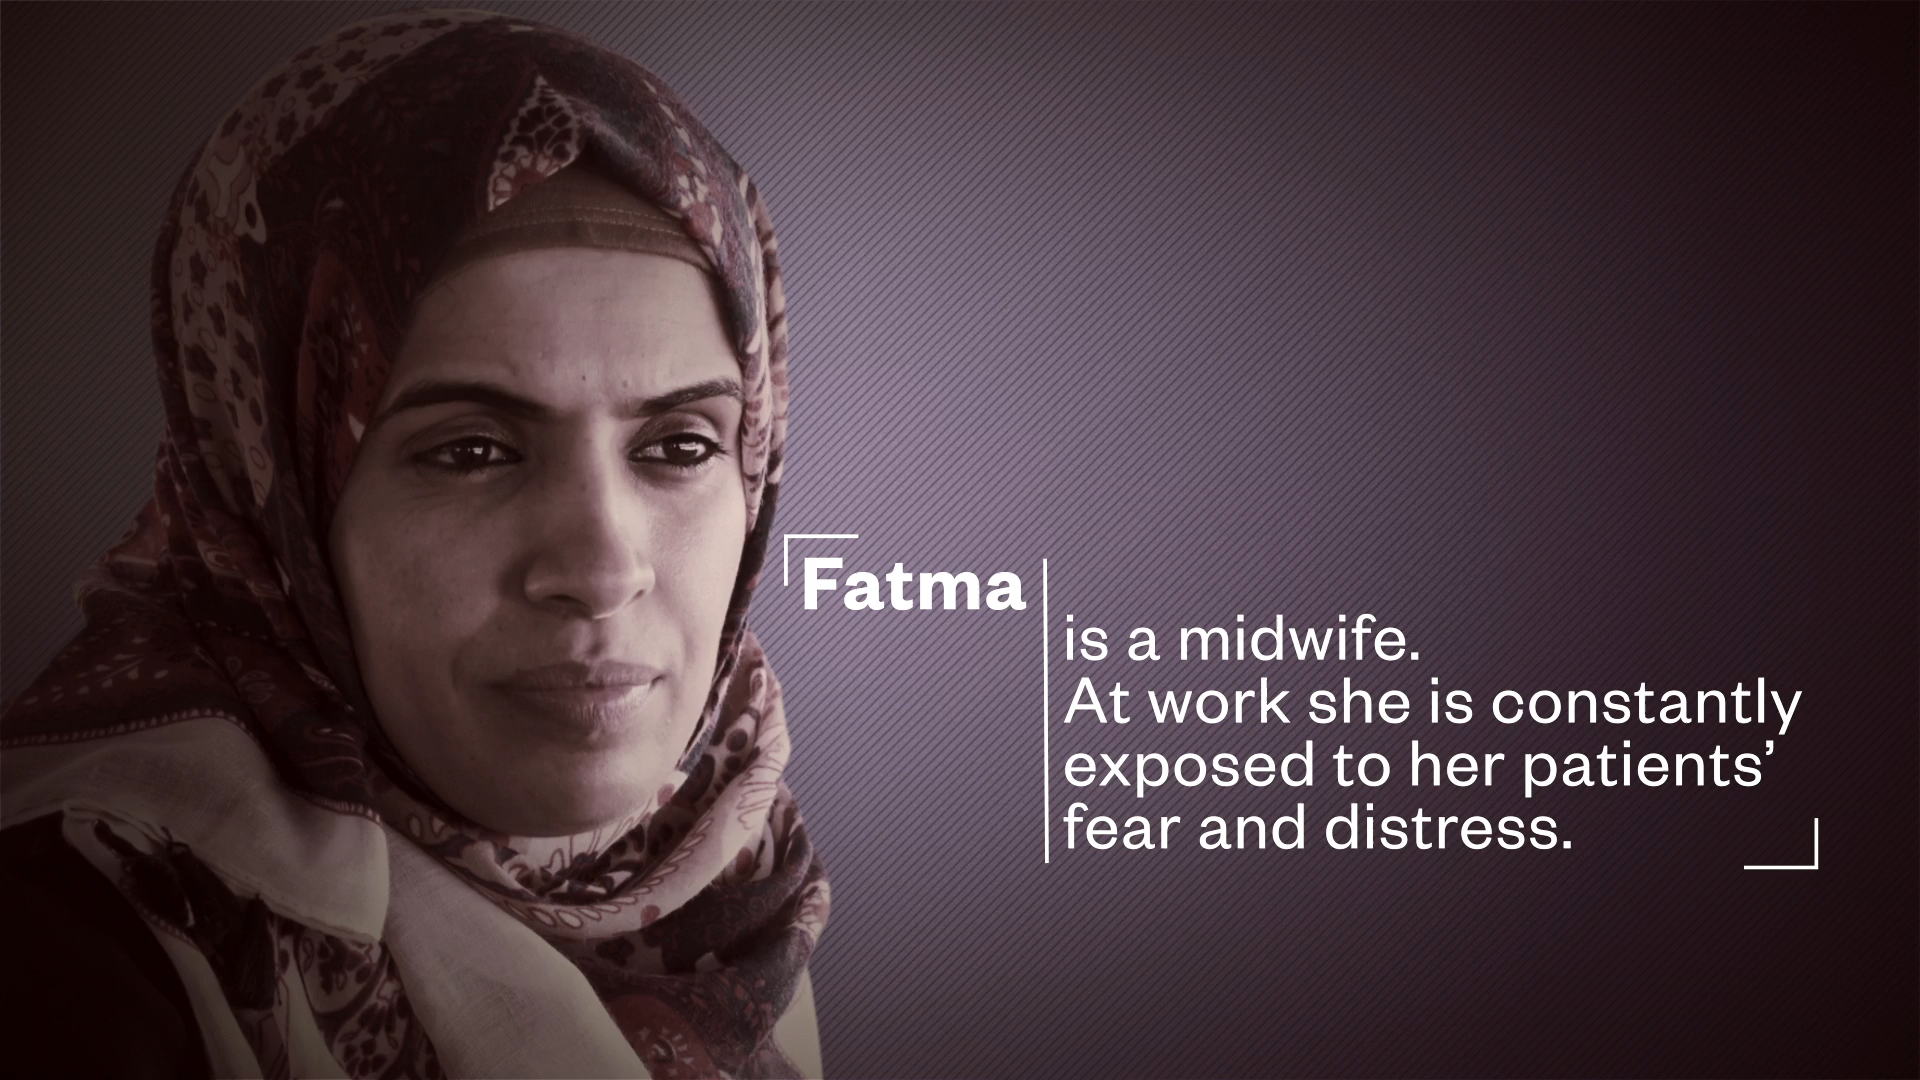 Fatma
is a midwife.
At work she is constantly
exposed to her patients’
fear and distress.